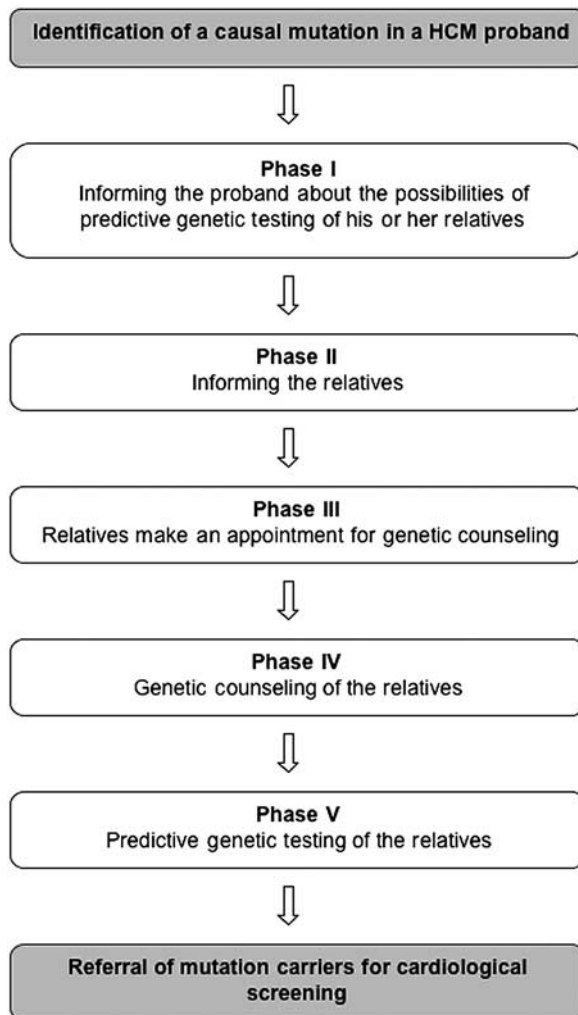 Identification of a causal mutation in a HCM proband
Phase I
Informing the proband about the possibilities of
predictive genetic testing of his or her relatives
Phase II
Informing the relatives
Phase III
Relatives make an appointment for genetic counseling
Phase IV
Genetic counseling of the relatives
Phase V
Predictive genetic testing of the relatives
Referral of mutation carriers for cardiological
screening